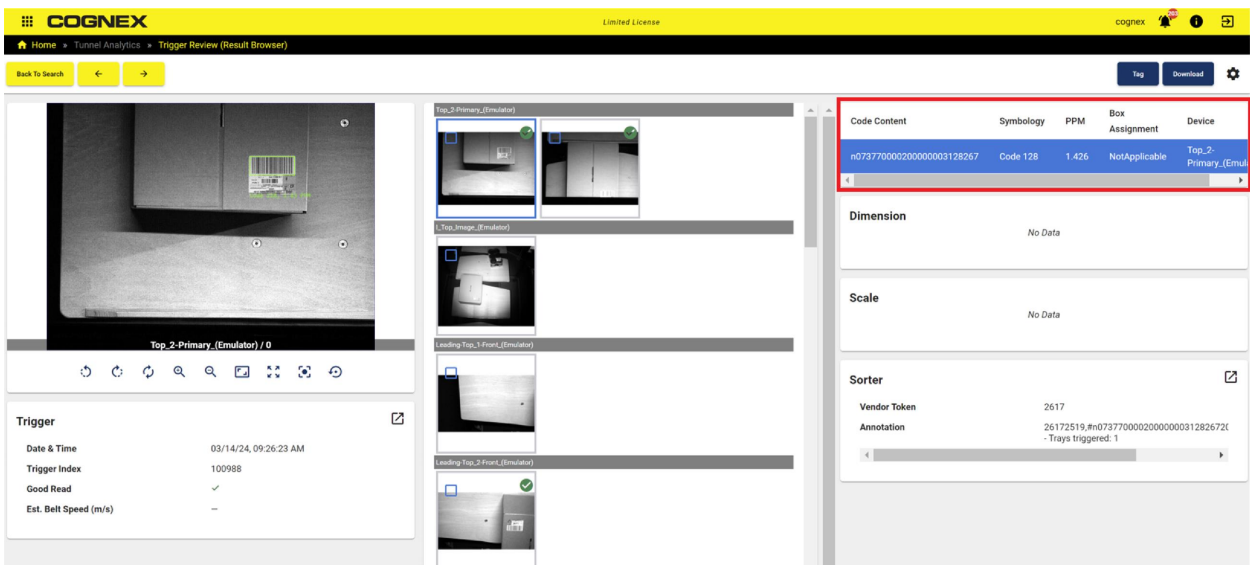 COGNEX
Limited License
cognex
Home » Tunnel Analytics » Trigger Review (Result Browser)
Back To Search
Tag
Download
Top_2-Primary_(Emulator) / 0
Trigger
Date & Time 03/14/24, 09:26:23 AM
Trigger Index 100988
Good Read ✓
Est. Belt Speed (m/s) —
Top_2-Primary_(Emulator)
I_Top_Image_(Emulator)
Leading-Top_1-Front_(Emulator)
Leading-Top_2-Front_(Emulator)
Code Content Symbology PPM Box Assignment Device
n073770000200000003128267 Code 128 1.426 NotApplicable Top_2-
Primary_(Emula
Dimension
No Data
Scale
No Data
Sorter
Vendor Token 2617
Annotation 26172519,#n07377000020000000312826720
- Trays triggered: 1